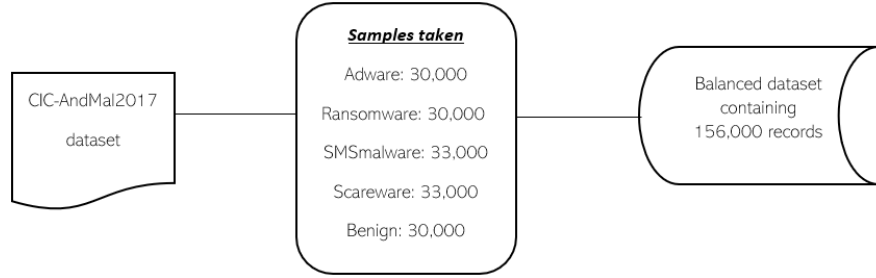 CIC-AndMal2017
dataset
Samples taken
Adware: 30,000
Ransomware: 30,000
SMSmalware: 33,000
Scareware: 33,000
Benign: 30,000
Balanced dataset
containing
156,000 records